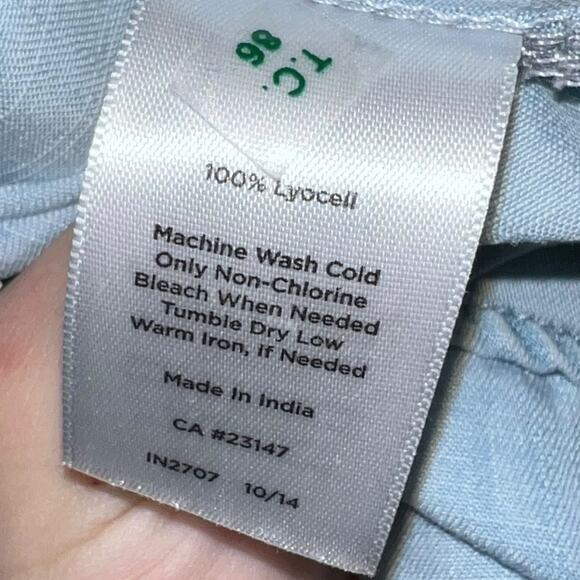 T.C.
98
100% Lyocell
Machine Wash Cold
Only Non-Chlorine
Bleach When Needed
Tumble Dry Low
Warm Iron, If Needed
Made In India
CA #23147
IN2707 10/14